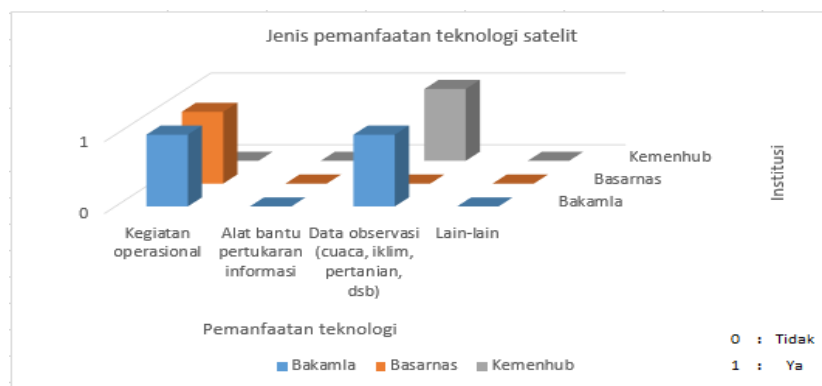 Jenis pemanfaatan teknologi satelit
1
0
Kemenhub
Basarnas
Bakamla
Institusi
Kegiatan
operasional
Alat bantu
pertukaran
informasi
Data observasi
(cuaca, iklim,
pertanian,
dsb)
Lain-lain
Pemanfaatan teknologi
Bakamla Basarnas Kemenhub
0 : Tidak
1 : Ya